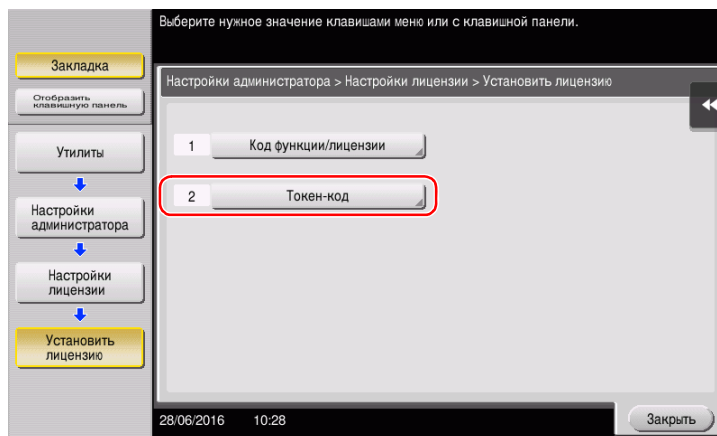 Выберите нужное значение клавишами меню или с клавишной панели.
Закладка
Отобразить
клавишную панель
Утилиты
Настройки
администратора
Настройки
лицензии
Установить
лицензию
Настройки администратора > Настройки лицензии > Установить лицензию
1 Код функции/лицензии
2 Токен-код
28/06/2016 10:28
Закрыть